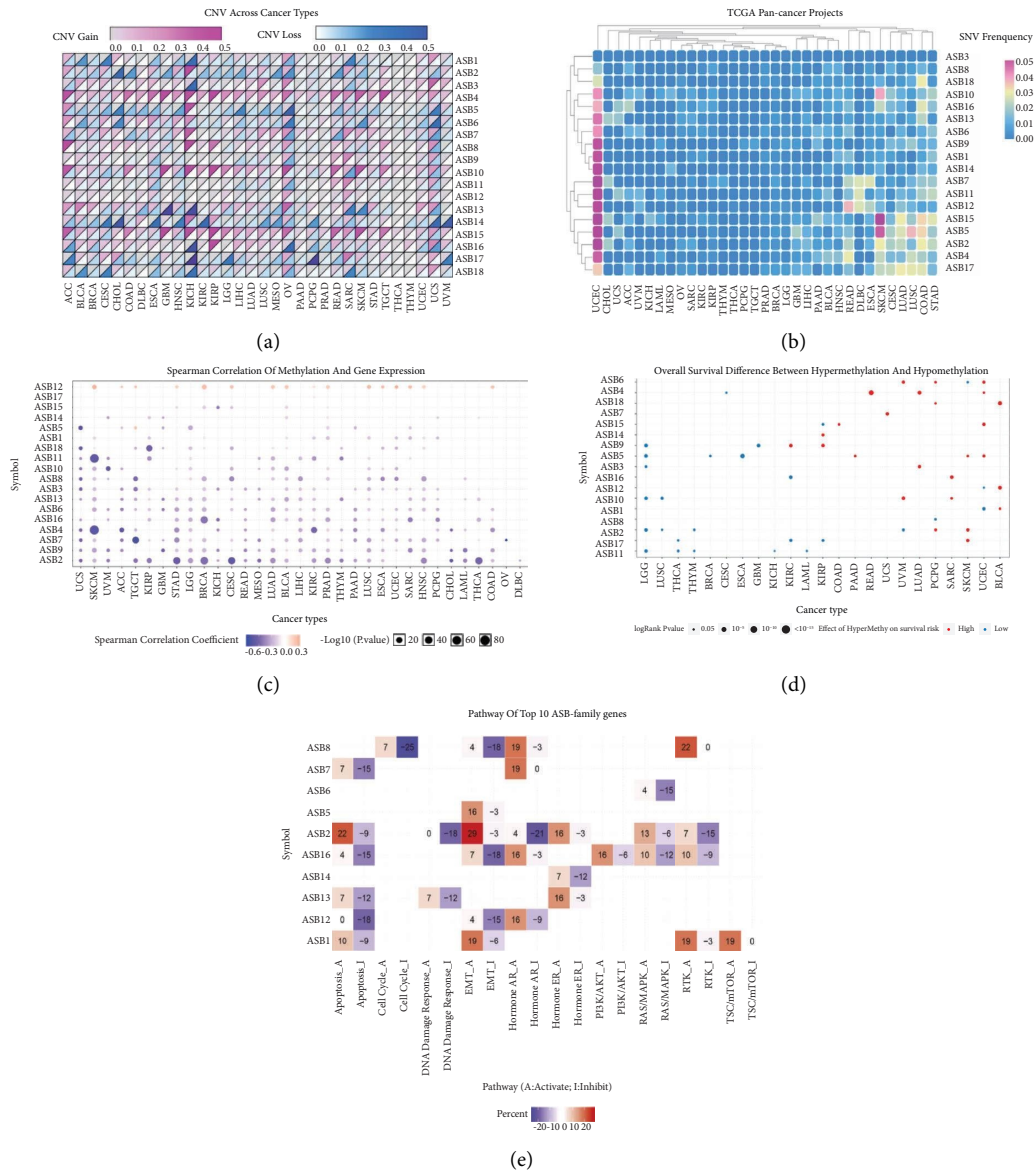 CNV Across Cancer Types
CNV Gain
0.0 0.1 0.3 0.4 0.5
CNV Loss
0.0 0.1 0.3 0.4 0.5
ASB1
ASB2
ASB3
ASB4
ASB5
ASB6
ASB7
ASB8
ASB9
ASB10
ASB11
ASB12
ASB13
ASB14
ASB15
ASB16
ASB17
ASB18
ACC BLCA BRCA CESC CHOL COAD DLBC ESCA GBM HNSC KICH KIRC KIRP LGG LIHC LUAD LUSC MESO OV PAAD PCPG PRAD READ SARC SKCM STAD TGCT THCA THYM UCEC UCS UVM
(a)
TCGA Pan-cancer Projects
SNV Frenquency
0.05
0.04
0.03
0.02
0.01
0.00
ASB3
ASB8
ASB18
ASB10
ASB16
ASB13
ASB6
ASB9
ASB1
ASB14
ASB7
ASB11
ASB12
ASB15
ASB5
ASB2
ASB4
ASB17
UCEC CHOL UCS ACC UVM KICH LAML MESO OV SARC KIRC KIRP THYM THCA PCPG TGCT PRAD BRCA LGG GBM LIHC PAAD BLCA HNSC READ DLBC ESCA SKCM CESC LUAD LUSC COAD STAD
(b)
Spearman Correlation Of Methylation And Gene Expression
Symbol
ASB12
ASB17
ASB15
ASB14
ASB5
ASB1
ASB18
ASB11
ASB10
ASB8
ASB3
ASB13
ASB6
ASB16
ASB4
ASB7
ASB9
ASB2
UCS SKCM UVM ACC TGCT KIRP GBM STAD LGG BRCA KICH CESC READ MESO LUAD BLCA LIHC KIRC PRAD THYM PAAD LUSC ESCA UCEC SARC HNSC PCPG CHOL LAML THCA COAD OV DLBC
Cancer types
Spearman Correlation Coefficient
-0.6-0.3 0.0 0.3
-Log10 (P.value) 20 40 60 80
(c)
Overall Survival Difference Between Hypermethylation And Hypomethylation
Symbol
ASB6
ASB4
ASB18
ASB7
ASB15
ASB14
ASB9
ASB5
ASB3
ASB16
ASB12
ASB10
ASB1
ASB8
ASB2
ASB17
ASB11
LGG LUSC THCA THYM BRCA CESC ESCA GBM KICH KIRC LAML KIRP COAD PAAD READ UCS UVM LUAD PCPG SARC SKCM UCEC BLCA
Cancer type
logRank Pvalue 0.05 Effect of HyperMethy on survival risk High Low
(d)
Pathway Of Top 10 ASB-family genes
Symbol
ASB8 7 −25 4 −18 19 −3 22 0
ASB7 7 −15 19 0
ASB6 4 −15
ASB5 16 −3
ASB2 22 −9 0 −18 29 −3 4 −21 16 −3 13 −6 7 −15
ASB16 4 −15 7 −18 16 −3 16 −6 10 −12 10 −9
ASB14 7 −12
ASB13 7 −12 7 −12 16 −3
ASB12 0 −18 4 −15 16 −9
ASB1 10 −9 19 −6 19 −3 19 0
Apoptosis_A
Apoptosis_I
Cell Cycle_A
Cell Cycle_I
DNA Damage Response_A
DNA Damage Response_I
EMT_A
EMT_I
Hormone AR_A
Hormone AR_I
Hormone ER_A
Hormone ER_I
PI3K/AKT_A
PI3K/AKT_I
RAS/MAPK_A
RAS/MAPK_I
RTK_A
RTK_I
TSC/mTOR_A
TSC/mTOR_I
Pathway (A:Activate; I:Inhibit)
Percent
-20-10 0 10 20
(e)